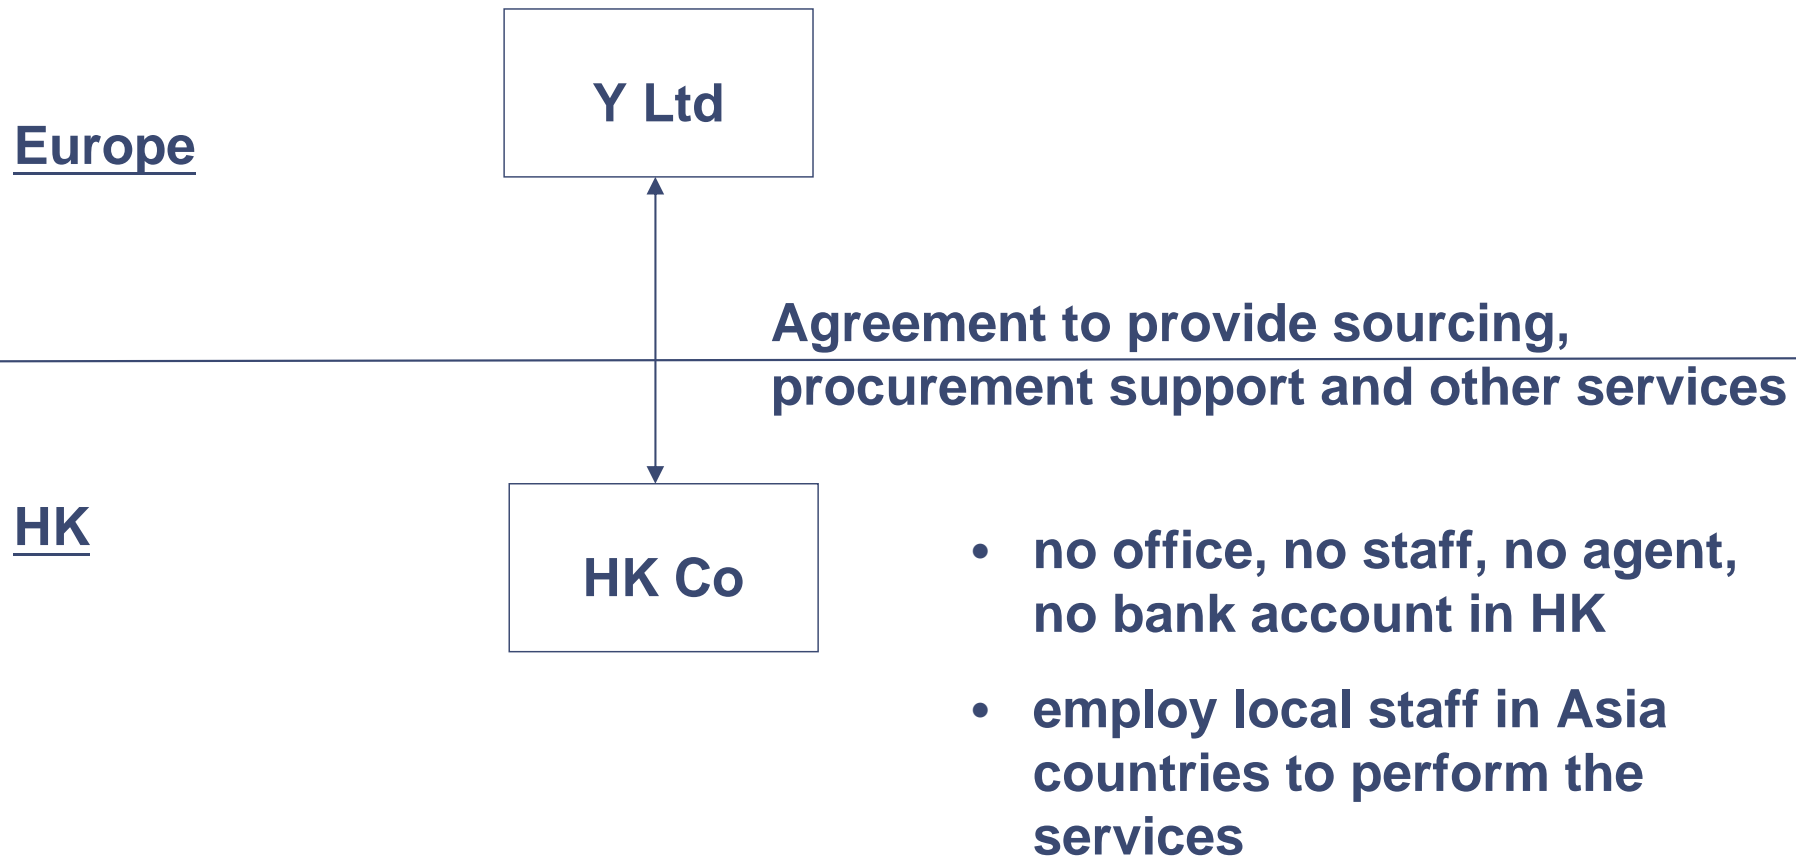 Y Ltd
Europe
Agreement to provide sourcing,
procurement support and other services
HK
HK Co
• no office, no staff, no agent,
no bank account in HK
• employ local staff in Asia
countries to perform the
services